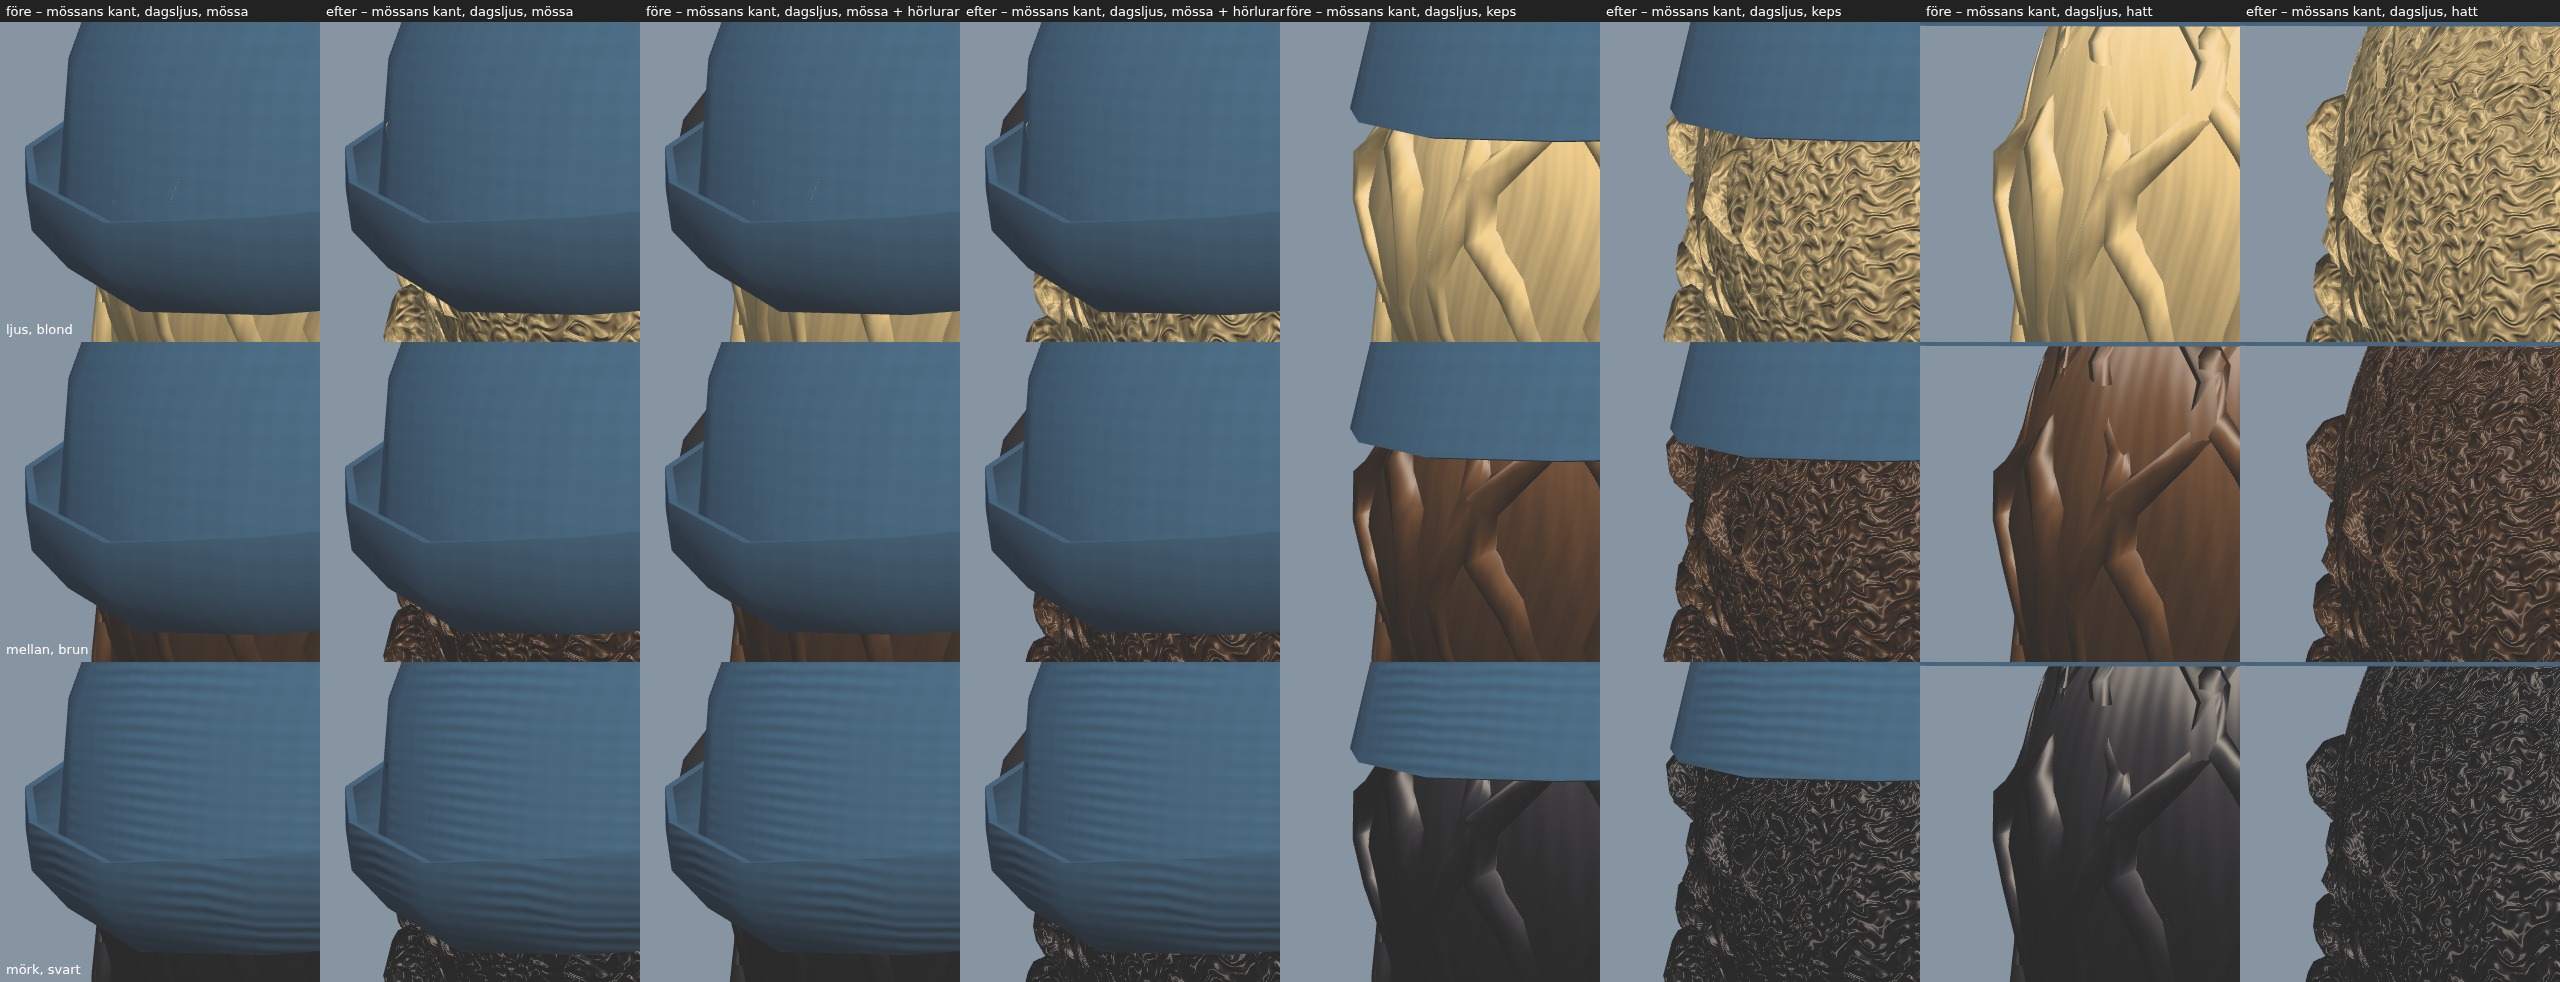 före – mössans kant, dagsljus, mössa
efter – mössans kant, dagsljus, mössa
före – mössans kant, dagsljus, mössa + hörlurar
efter – mössans kant, dagsljus, mössa + hörlurar
före – mössans kant, dagsljus, keps
efter – mössans kant, dagsljus, keps
före – mössans kant, dagsljus, hatt
efter – mössans kant, dagsljus, hatt
ljus, blond
mellan, brun
mörk, svart